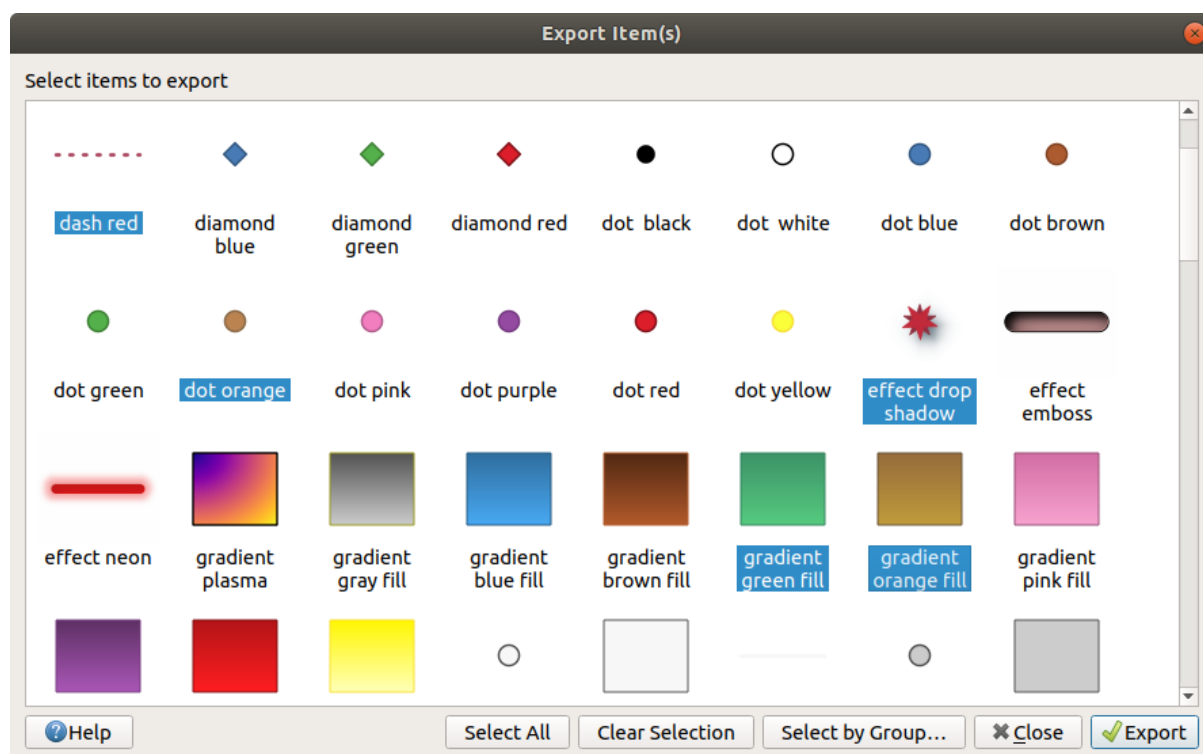 Export Item(s)
Select items to export
dash red
diamond
blue
diamond
green
diamond red
dot  black
dot  white
dot blue
dot brown
dot green
dot orange
dot pink
dot purple
dot red
dot yellow
effect drop
shadow
effect
emboss
effect neon
gradient
plasma
gradient
gray fill
gradient
blue fill
gradient
brown fill
gradient
green fill
gradient
orange fill
gradient
pink fill
Help
Select All
Clear Selection
Select by Group...
Close
Export